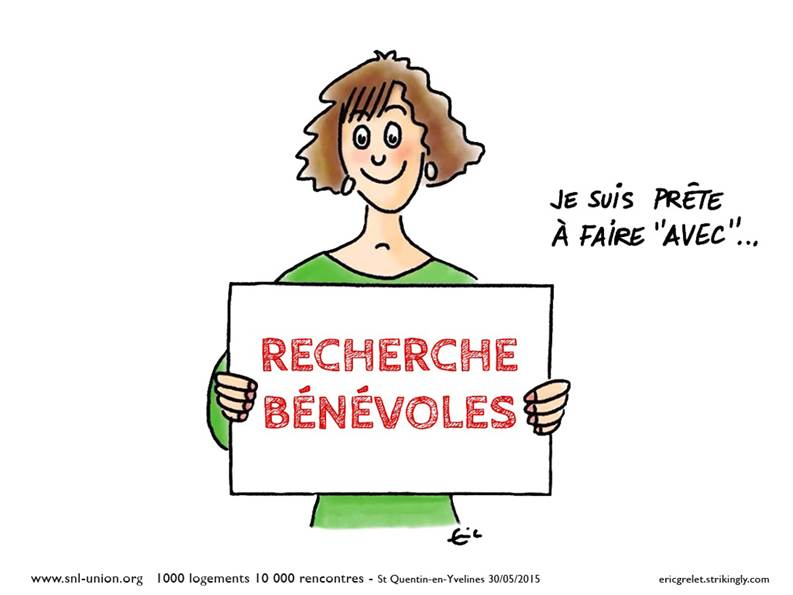 JE SUIS PRÊTE
À FAIRE "AVEC"...
RECHERCHE
BÉNÉVOLES
Eric
www.snl-union.org 1000 logements 10 000 rencontres - St Quentin-en-Yvelines 30/05/2015
ericgrelet.strikingly.com